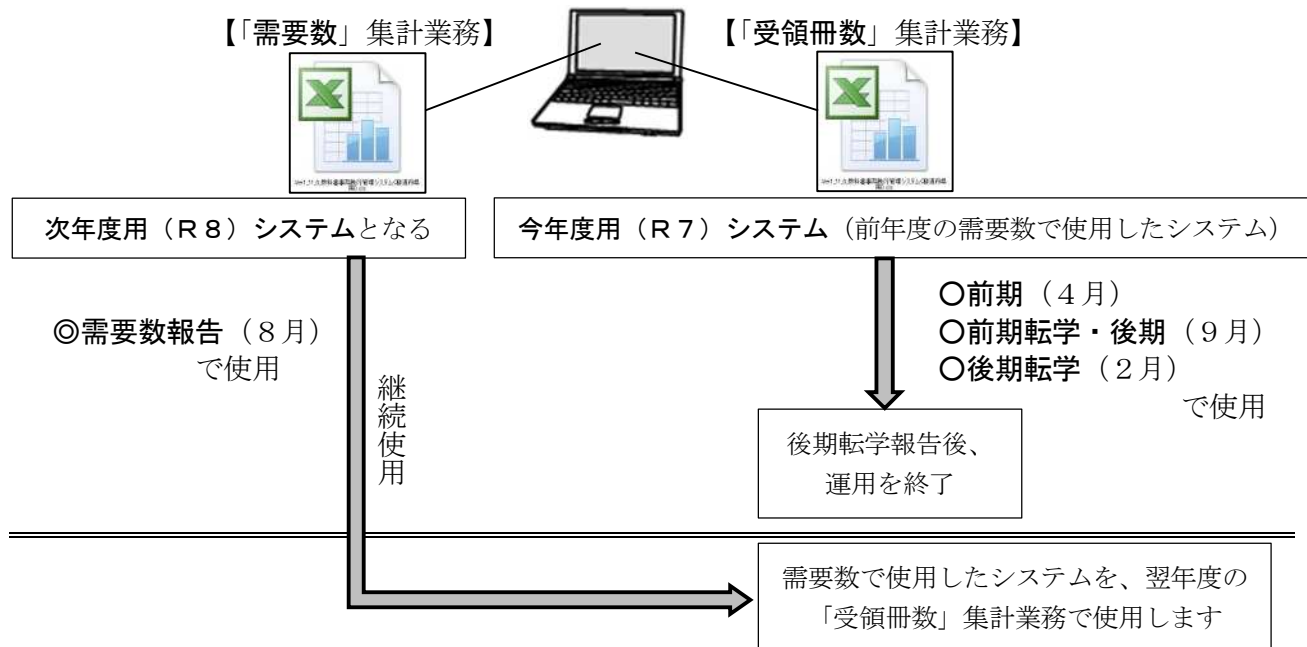 【「需要数」集計業務】
【「受領冊数」集計業務】
次年度用（Ｒ８）システムとなる
今年度用（Ｒ７）システム（前年度の需要数で使用したシステム）
◎需要数報告（８月）
で使用
継続使用
○前期（４月）
○前期転学・後期（９月）
○後期転学（２月）
で使用
後期転学報告後、
運用を終了
需要数で使用したシステムを、翌年度の
「受領冊数」集計業務で使用します